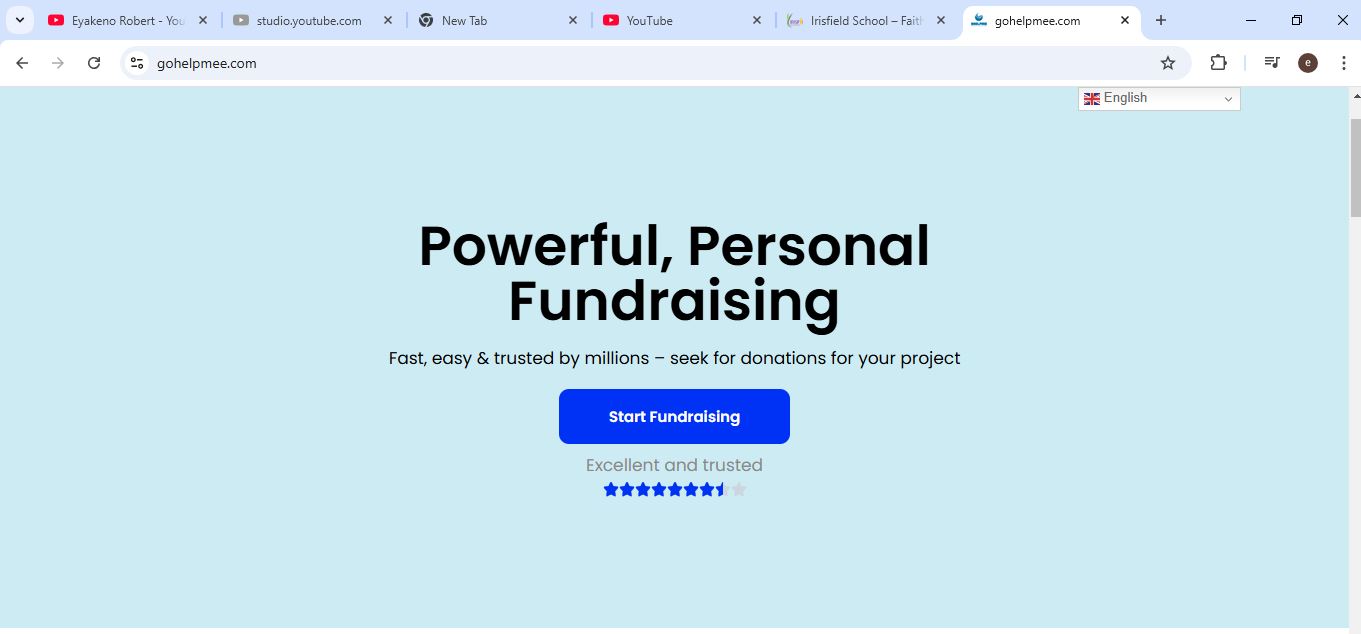 Eyakeno Robert - You
studio.youtube.com
New Tab
YouTube
Irisfield School – Faith
gohelpmee.com
gohelpmee.com
e
English
Powerful, Personal
Fundraising
Fast, easy & trusted by millions – seek for donations for your project
Start Fundraising
Excellent and trusted